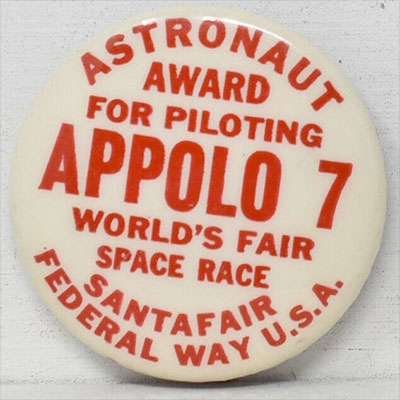 ASTRONAUT
AWARD
FOR PILOTING
APPOLO 7
WORLD'S FAIR
SPACE RACE
SANTAFAIR
FEDERAL WAY U.S.A.